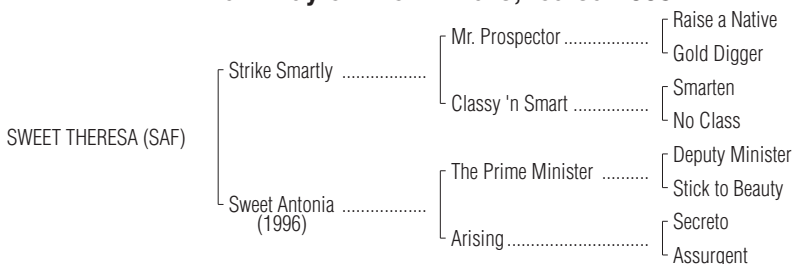 Raise a Native
Mr. Prospector ..................
Gold Digger
Strike Smartly ..................
Smarten
Classy 'n Smart ................
No Class
SWEET THERESA (SAF)
Deputy Minister
The Prime Minister ..........
Stick to Beauty
Sweet Antonia ..................
(1996)
Secreto
Arising ..............................
Assurgent